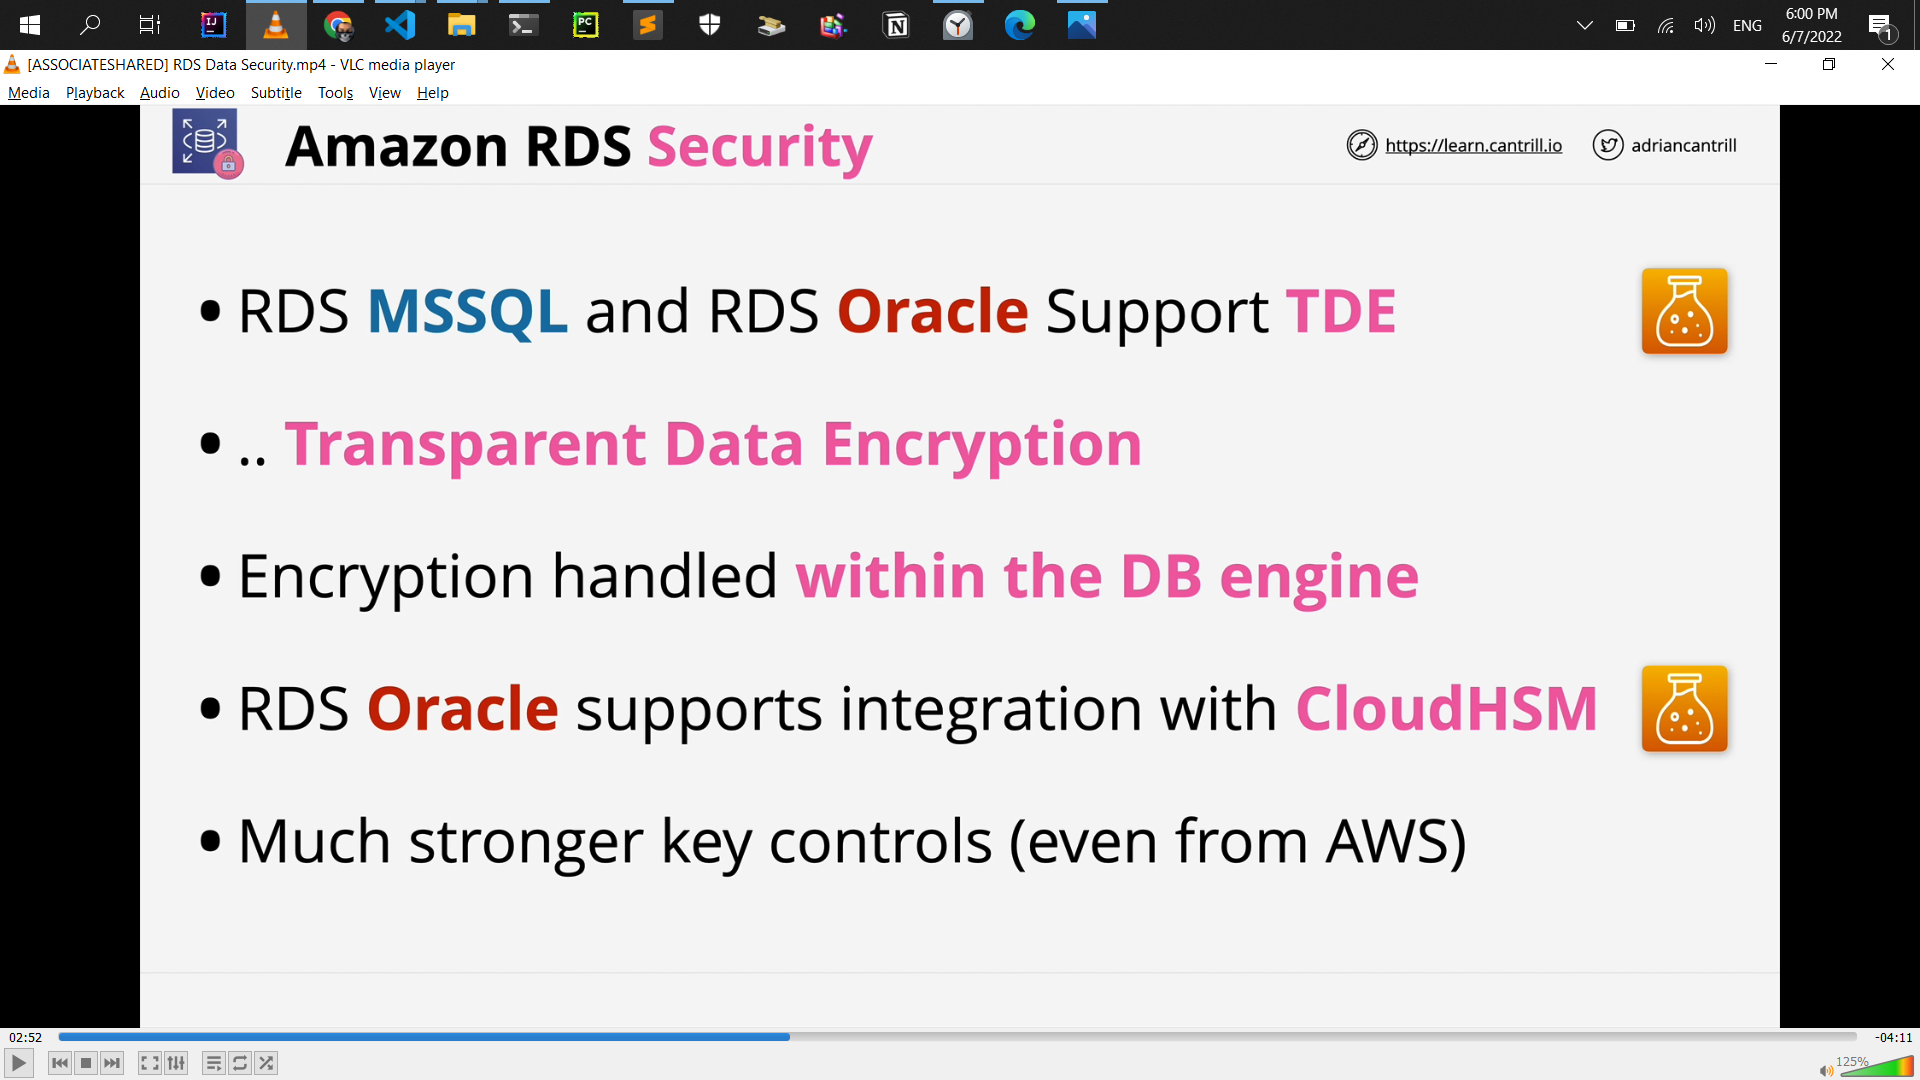 IJ
PC
N
ENG
6:00 PM
6/7/2022
1
[ASSOCIATESHARED] RDS Data Security.mp4 - VLC media player
Media Playback Audio Video Subtitle Tools View Help
Amazon RDS Security
https://learn.cantrill.io
adriancantrill
• RDS MSSQL and RDS Oracle Support TDE
• .. Transparent Data Encryption
• Encryption handled within the DB engine
• RDS Oracle supports integration with CloudHSM
• Much stronger key controls (even from AWS)
02:52
-04:11
125%